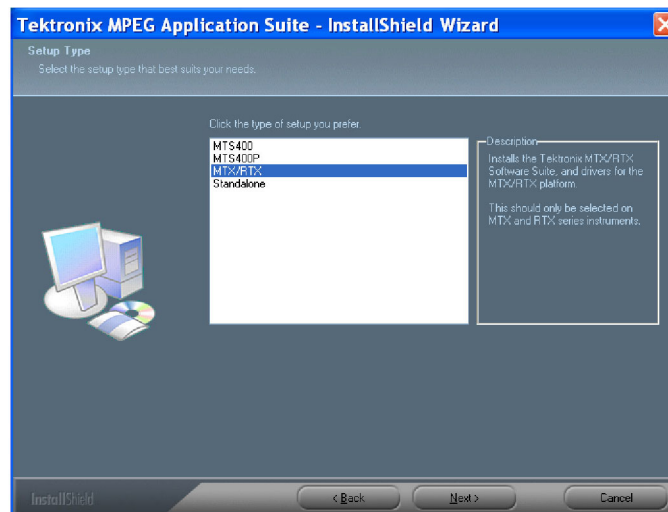 Tektronix MPEG Application Suite - InstallShield Wizard
Setup Type
Select the setup type that best suits your needs.
Click the type of setup you prefer.
MTS400
MTS400P
MTX/RTX
Standalone
Description
Installs the Tektronix MTX/RTX
Software Suite, and drivers for the
MTX/RTX platform.
This should only be selected on
MTX and RTX series instruments.
InstallShield
< Back
Next >
Cancel